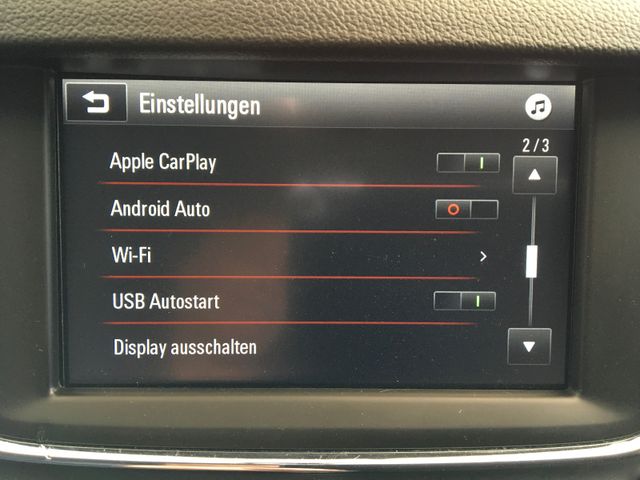 Einstellungen
2/3
Apple CarPlay
Android Auto
Wi-Fi
USB Autostart
Display ausschalten